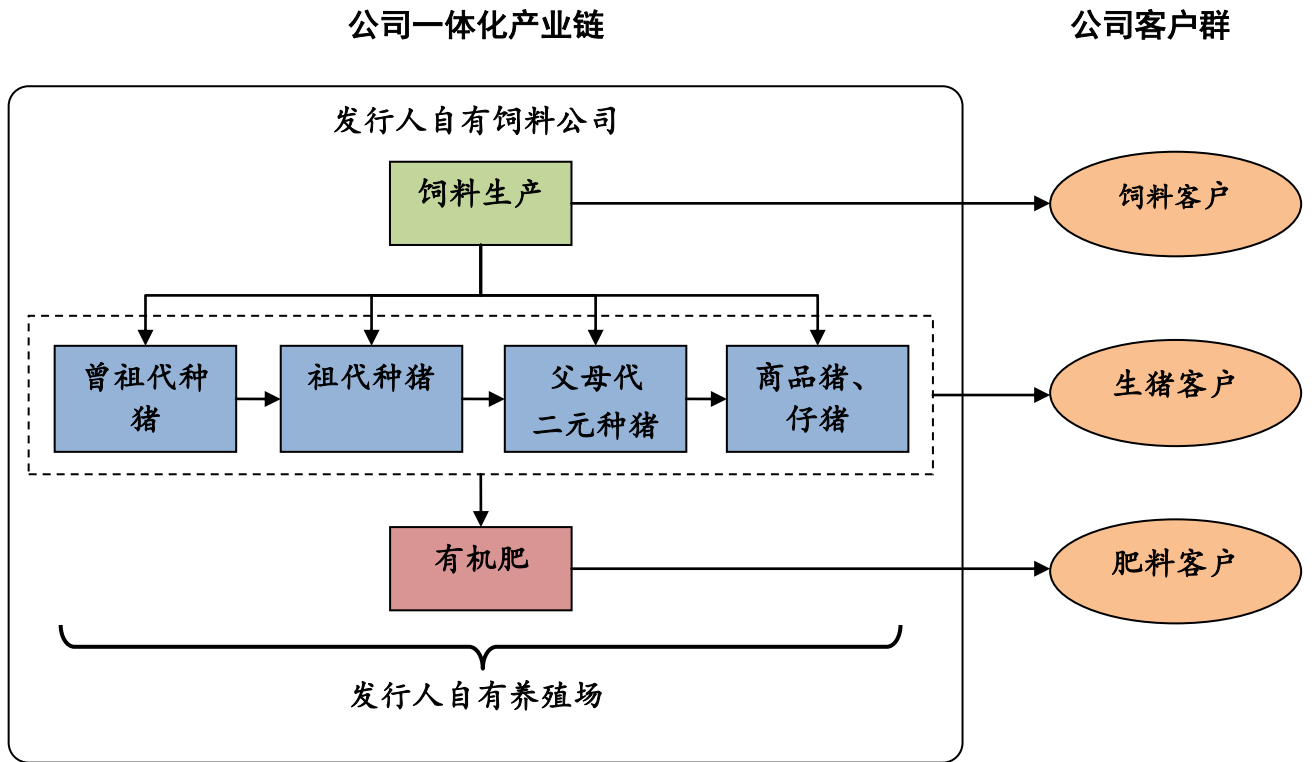 公司一体化产业链
公司客户群
发行人自有饲料公司
饲料生产
饲料客户
曾祖代种
猪
祖代种猪
父母代
二元种猪
商品猪、
仔猪
生猪客户
有机肥
肥料客户
发行人自有养殖场